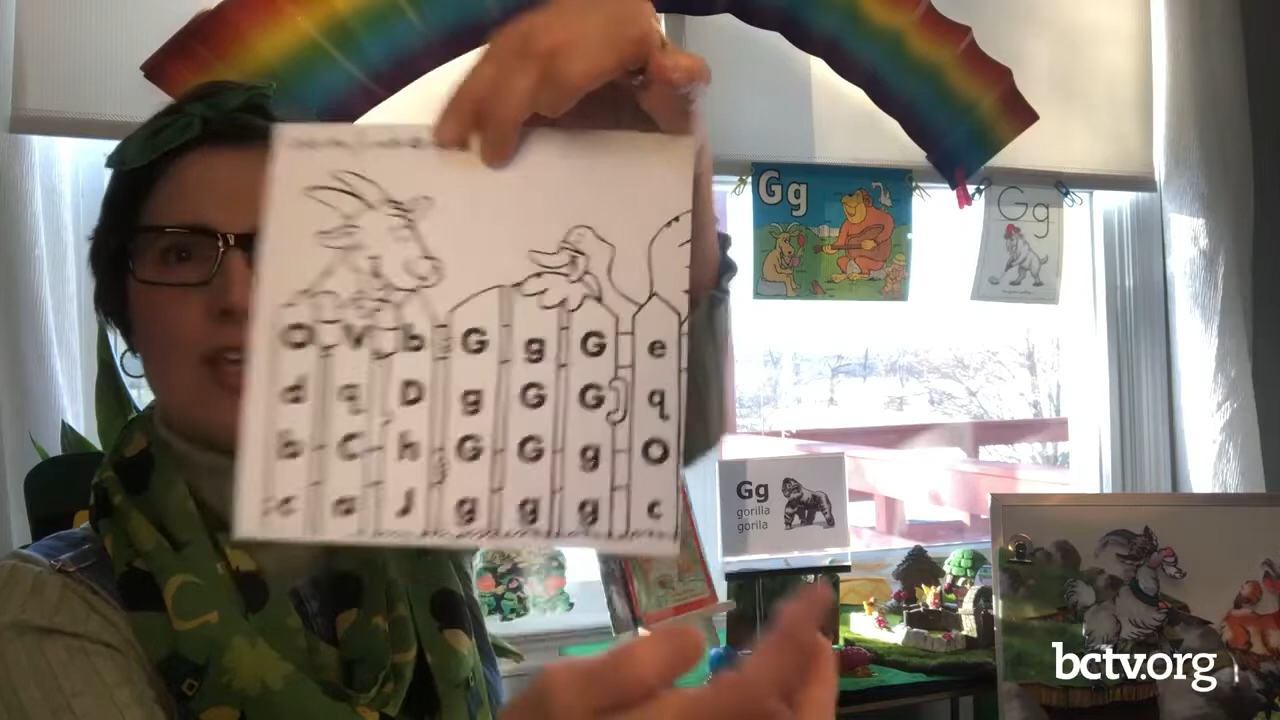 Gg
Gg
O V b G g G e
d q D g G G q
b C h G G g O
c a J g g g c
Gg
gorilla
gorila
bctv.org